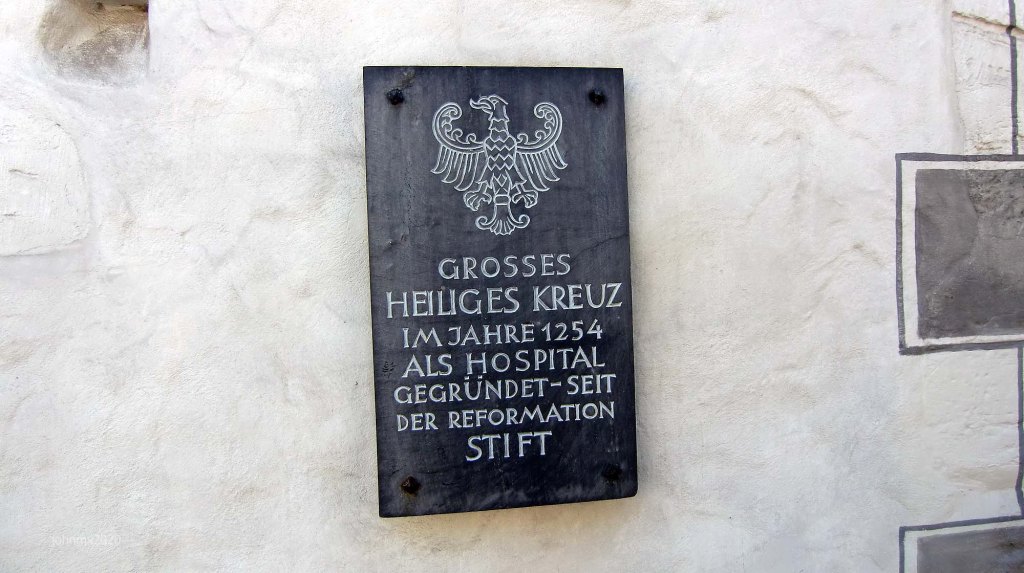 GROSSES
HEILIGES KREUZ
IM JAHRE 1254
ALS HOSPITAL
GEGRÜNDET-SEIT
DER REFORMATION
STIFT